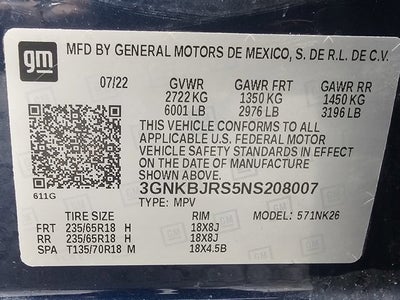 gm MFD BY GENERAL MOTORS DE MEXICO, S. DE R.L. DE C.V.
07/22 GVWR GAWR FRT GAWR RR
2722 KG 1350 KG 1450 KG
6001 LB 2976 LB 3196 LB
THIS VEHICLE CONFORMS TO ALL
APPLICABLE U.S. FEDERAL MOTOR
VEHICLE SAFETY STANDARDS IN EFFECT
ON THE DATE OF MANUFACTURE
SHOWN ABOVE.
611G 3GNKBJRS5NS208007
TYPE: MPV MODEL: 571NK26
TIRE SIZE RIM
FRT 235/65R18 H 18X8J
RR 235/65R18 H 18X8J
SPA T135/70R18 M 18X4.5B